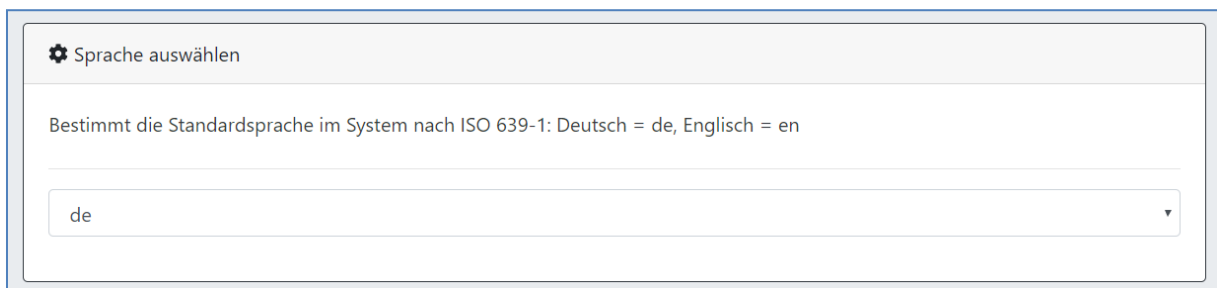 Sprache auswählen
Bestimmt die Standardsprache im System nach ISO 639-1: Deutsch = de, Englisch = en
de